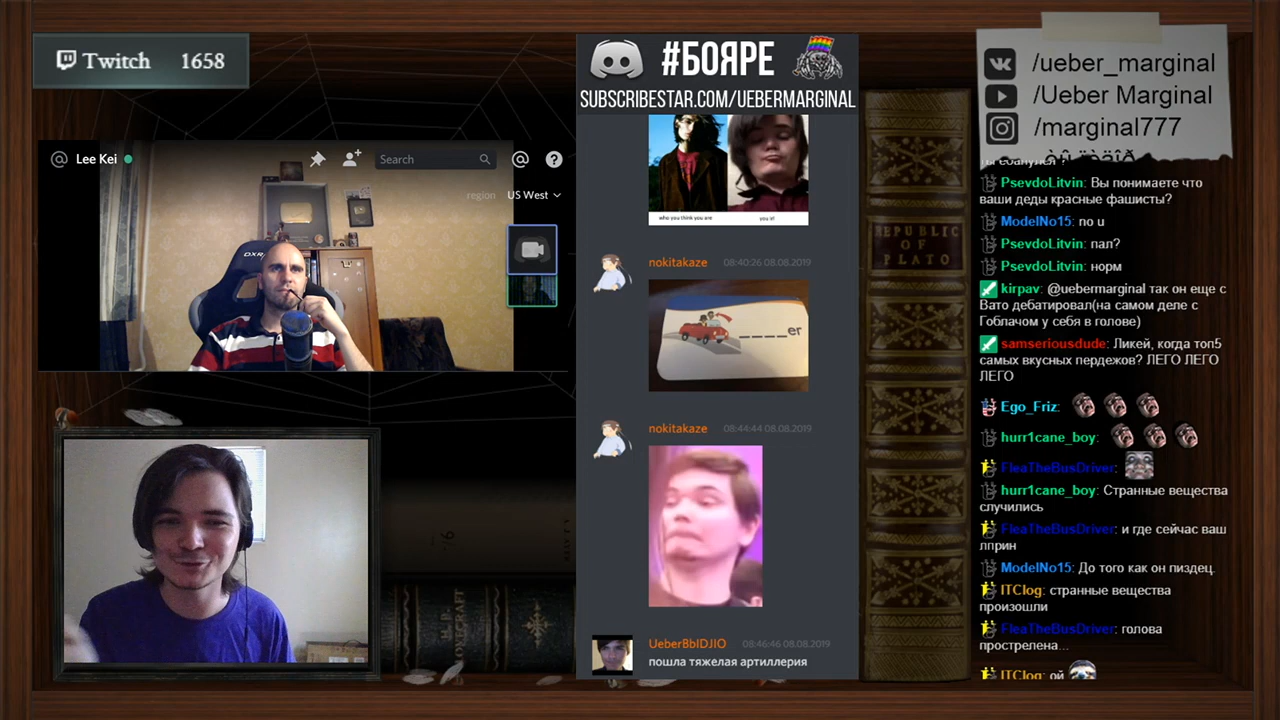 Twitch 1658
@ Lee Kei
Search
region US West
#БОЯРЕ
SUBSCRIBESTAR.COM/UEBERMARGINAL
who you think you are
you irl
nokitakaze 08:40:26 08.08.2019
_ _ _ _ er
nokitakaze 08:44:44 08.08.2019
UeberBbIDJIO 08:46:46 08.08.2019
пошла тяжелая артиллерия
REPUBLIC
OF
PLATO
H.P.
LOVECRAFT
/ueber_marginal
/Ueber Marginal
/marginal777
PsevdoLitvin: Вы понимаете что
ваши деды красные фашисты?
ModelNo15: no u
PsevdoLitvin: пал?
PsevdoLitvin: норм
kirpav: @uebermarginal так он еще с
Вато дебатировал(на самом деле с
Гоблачом у себя в голове)
samseriousdude: Ликей, когда топ5
самых вкусных пердежов? ЛЕГО ЛЕГО
ЛЕГО
Ego_Friz:
hurr1cane_boy:
FleaTheBusDriver:
hurr1cane_boy: Странные вещества
случились
FleaTheBusDriver: и где сейчас ваш
лприн
ModelNo15: До того как он пиздец.
ITClog: странные вещества
произошли
FleaTheBusDriver: голова
прострелена...
ITClog: ой